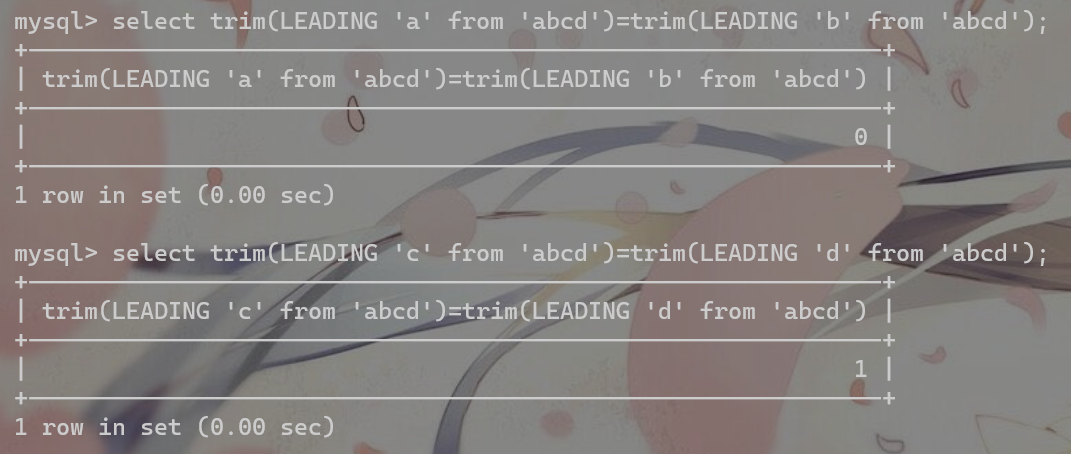 mysql> select trim(LEADING 'a' from 'abcd')=trim(LEADING 'b' from 'abcd');
+---------------------------------------------------------------+
| trim(LEADING 'a' from 'abcd')=trim(LEADING 'b' from 'abcd') |
+---------------------------------------------------------------+
| 0 |
+---------------------------------------------------------------+
1 row in set (0.00 sec)
mysql> select trim(LEADING 'c' from 'abcd')=trim(LEADING 'd' from 'abcd');
+---------------------------------------------------------------+
| trim(LEADING 'c' from 'abcd')=trim(LEADING 'd' from 'abcd') |
+---------------------------------------------------------------+
| 1 |
+---------------------------------------------------------------+
1 row in set (0.00 sec)